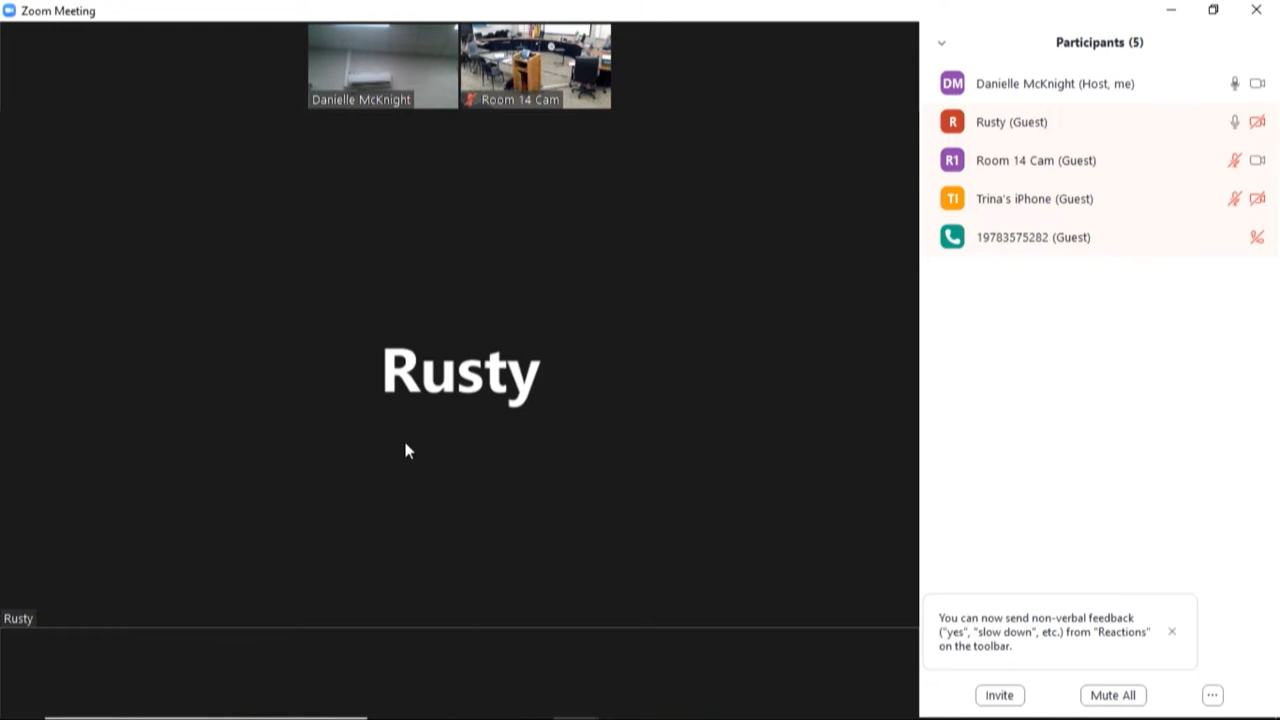 Zoom Meeting
Danielle McKnight
Room 14 Cam
Rusty
Rusty
Participants (5)
DM Danielle McKnight (Host, me)
R Rusty (Guest)
R1 Room 14 Cam (Guest)
TI Trina's iPhone (Guest)
19783575282 (Guest)
You can now send non-verbal feedback
("yes", "slow down", etc.) from "Reactions"
on the toolbar.
Invite
Mute All